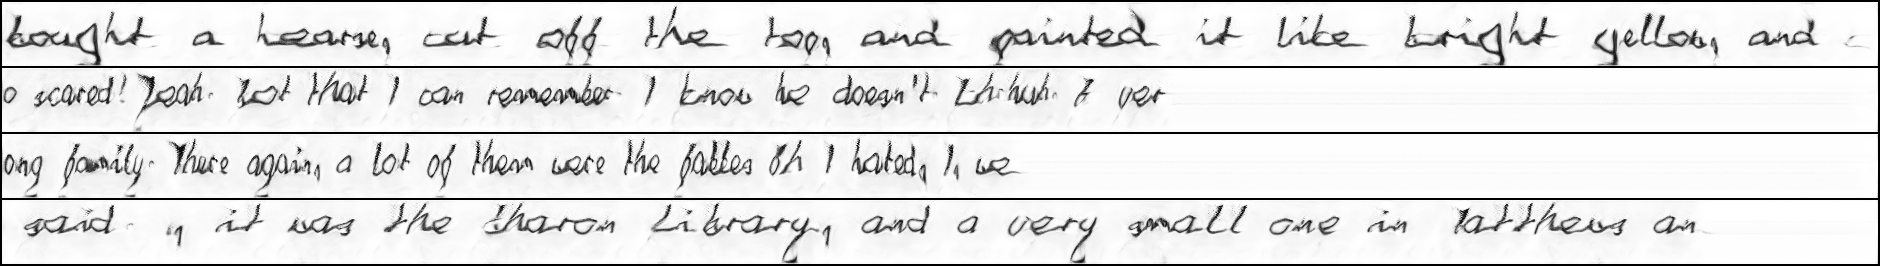 bought a hearse, cut off the top, and painted it like bright yellow, and
o scared! Yeah. Not that I can remember. I know he doesn't. Uh-huh. I ver
ong family. There again, a lot of them were the fables Oh I hated, I, we
said. , it was the Sharon Library, and a very small one in Matthews an